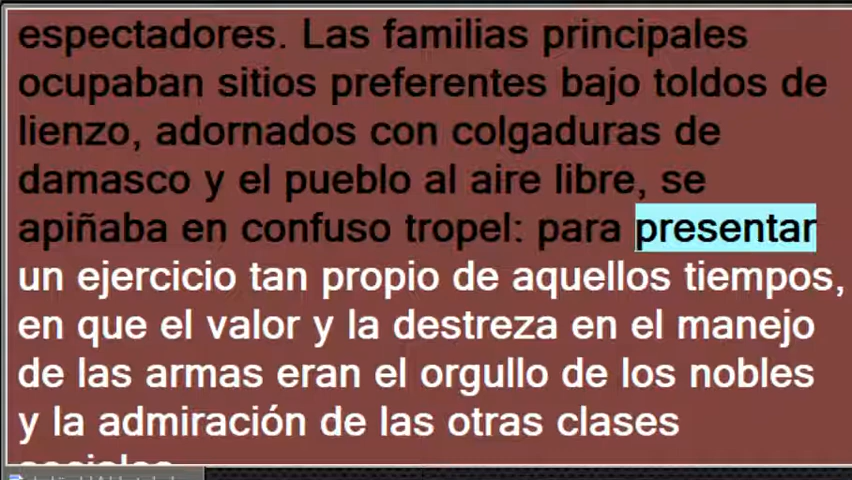 espectadores. Las familias principales
ocupaban sitios preferentes bajo toldos de
lienzo, adornados con colgaduras de
damasco y el pueblo al aire libre, se
apiñaba en confuso tropel: para presentar
un ejercicio tan propio de aquellos tiempos,
en que el valor y la destreza en el manejo
de las armas eran el orgullo de los nobles
y la admiración de las otras clases